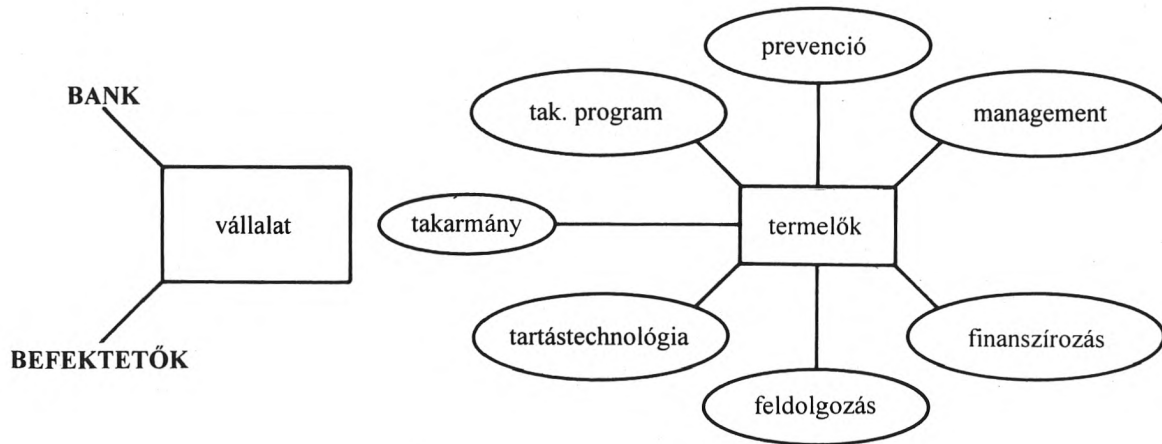 prevenció
BANK
tak. program
management
vállalat
takarmány
termelők
tartástechnológia
finanszírozás
BEFEKTETŐK
feldolgozás